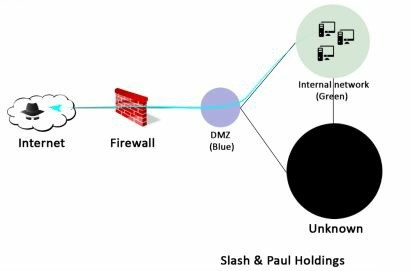 Internal network
(Green)
DMZ
(Blue)
Internet
Firewall
Unknown
Slash & Paul Holdings